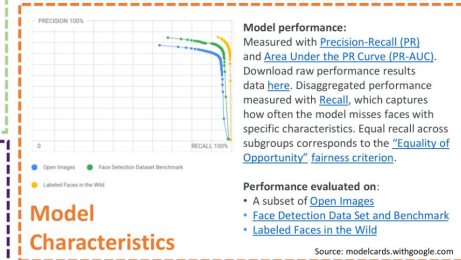 PRECISION 100%
0
RECALL 100%
Open Images
Face Detection Dataset Benchmark
Labeled Faces in the Wild
Model
Characteristics
Model performance:
Measured with Precision-Recall (PR)
and Area Under the PR Curve (PR-AUC).
Download raw performance results
data here. Disaggregated performance
measured with Recall, which captures
how often the model misses faces with
specific characteristics. Equal recall across
subgroups corresponds to the “Equality of
Opportunity” fairness criterion.
Performance evaluated on:
• A subset of Open Images
• Face Detection Data Set and Benchmark
• Labeled Faces in the Wild
Source: modelcards.withgoogle.com